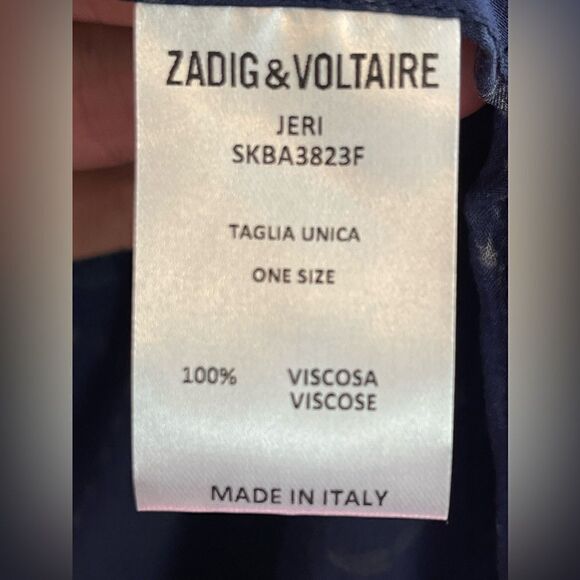 ZADIG & VOLTAIRE
JERI
SKBA3823F
TAGLIA UNICA
ONE SIZE
100% VISCOSA
VISCOSE
MADE IN ITALY